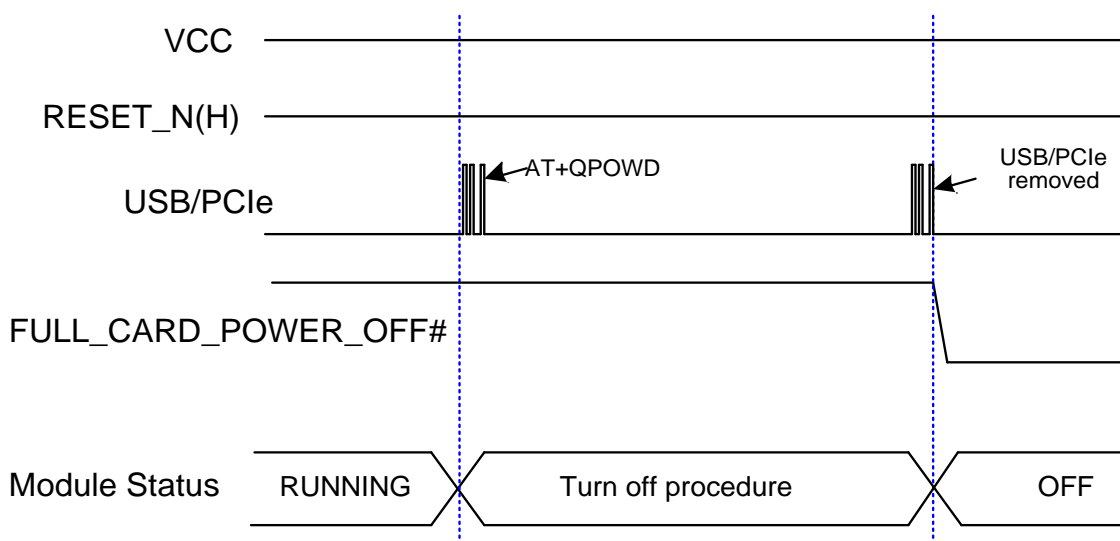 VCC
RESET_N(H)
AT+QPOWD
USB/PCIe
removed
USB/PCIe
FULL_CARD_POWER_OFF#
Module Status
RUNNING
Turn off procedure
OFF